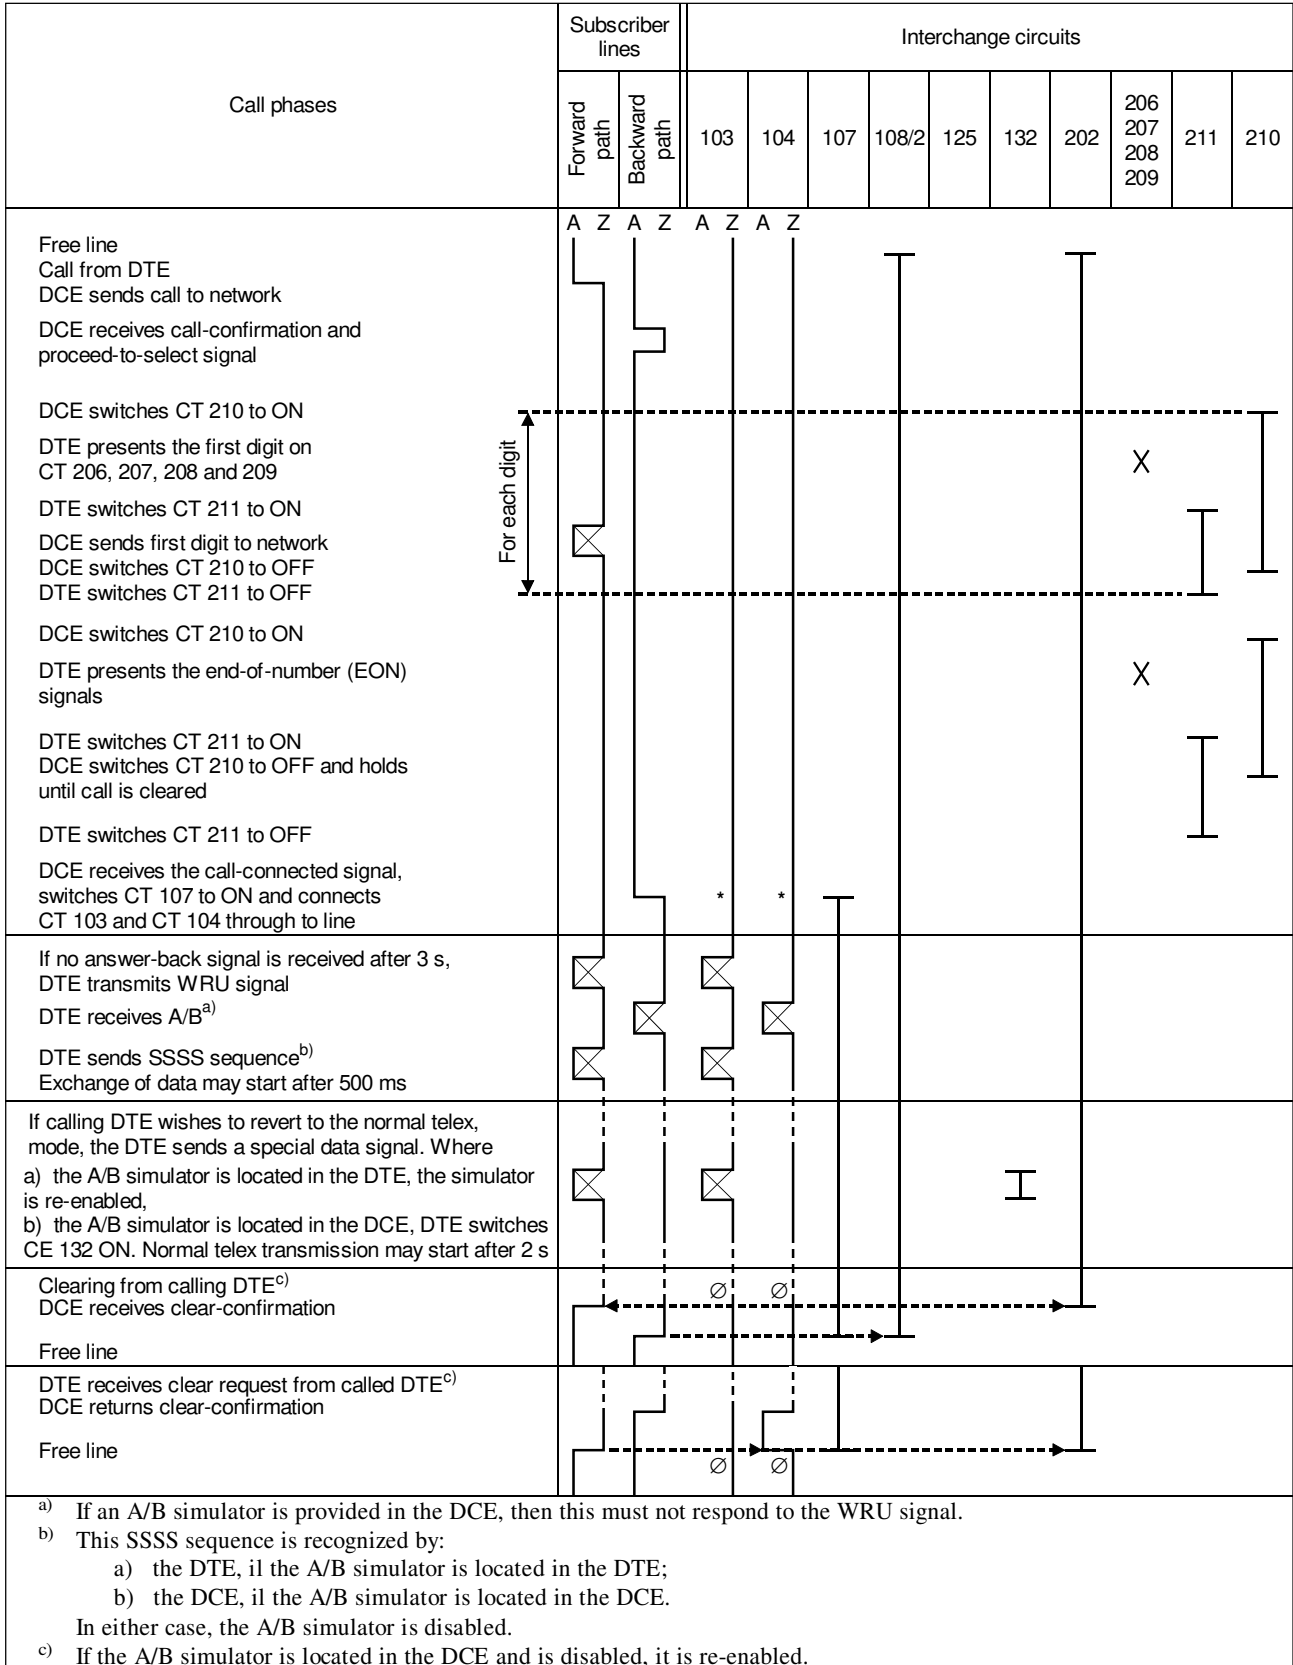 Call phases
Subscriber
lines
Interchange circuits
Forward
path
Backward
path
103
104
107
108/2
125
132
202
206
207
208
209
211
210
A Z A Z A Z A Z
Free line
Call from DTE
DCE sends call to network
DCE receives call-confirmation and
proceed-to-select signal
DCE switches CT 210 to ON
DTE presents the first digit on
CT 206, 207, 208 and 209
X
For each digit
DTE switches CT 211 to ON
DCE sends first digit to network
DCE switches CT 210 to OFF
DTE switches CT 211 to OFF
DCE switches CT 210 to ON
DTE presents the end-of-number (EON)
signals
X
DTE switches CT 211 to ON
DCE switches CT 210 to OFF and holds
until call is cleared
DTE switches CT 211 to OFF
DCE receives the call-connected signal,
switches CT 107 to ON and connects
* *
CT 103 and CT 104 through to line
If no answer-back signal is received after 3 s,
DTE transmits WRU signal
DTE receives A/B a)
DTE sends SSSS sequence b)
Exchange of data may start after 500 ms
If calling DTE wishes to revert to the normal telex,
mode, the DTE sends a special data signal. Where
a) the A/B simulator is located in the DTE, the simulator
is re-enabled,
b) the A/B simulator is located in the DCE, DTE switches
CE 132 ON. Normal telex transmission may start after 2 s
Clearing from calling DTE c)
∅ ∅
DCE receives clear-confirmation
Free line
DTE receives clear request from called DTE c)
DCE returns clear-confirmation
Free line
∅ ∅
a) If an A/B simulator is provided in the DCE, then this must not respond to the WRU signal.
b) This SSSS sequence is recognized by:
a) the DTE, il the A/B simulator is located in the DTE;
b) the DCE, il the A/B simulator is located in the DCE.
In either case, the A/B simulator is disabled.
c) If the A/B simulator is located in the DCE and is disabled, it is re-enabled.